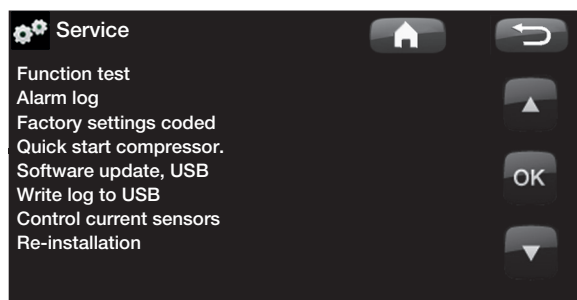 Service
Function test
Alarm log
Factory settings coded
Quick start compressor.
Software update, USB
OK
Write log to USB
Control current sensors
Re-installation